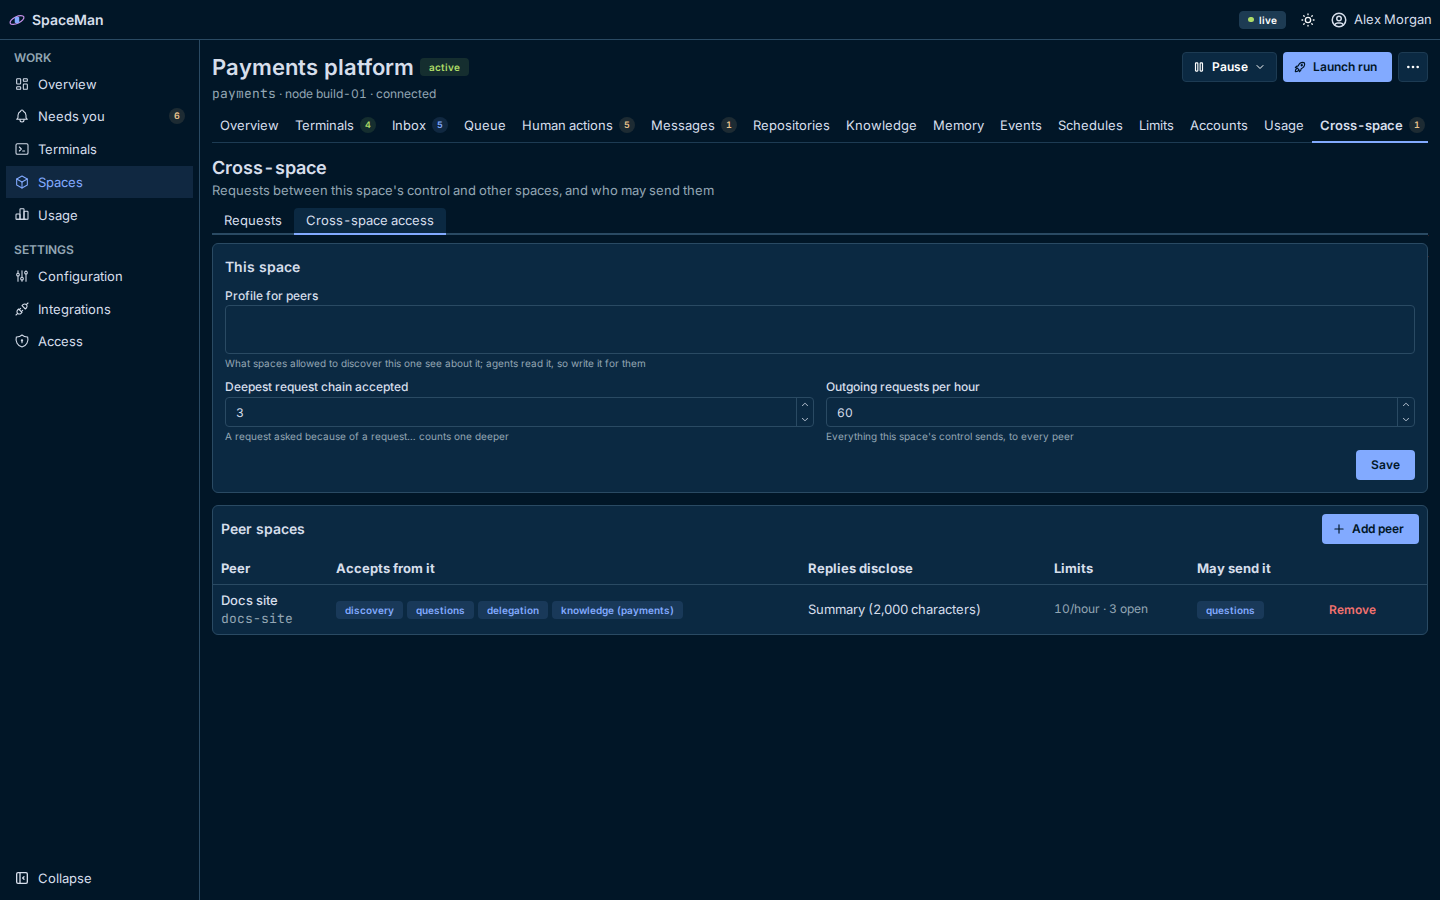 SpaceMan
live
Alex Morgan
WORK
Overview
Needs you 6
Terminals
Spaces
Usage
SETTINGS
Configuration
Integrations
Access
Collapse
Payments platform active
payments · node build-01 · connected
Pause
Launch run
Overview Terminals 4 Inbox 5 Queue Human actions 5 Messages 1 Repositories Knowledge Memory Events Schedules Limits Accounts Usage Cross-space 1
Cross-space
Requests between this space's control and other spaces, and who may send them
Requests Cross-space access
This space
Profile for peers
What spaces allowed to discover this one see about it; agents read it, so write it for them
Deepest request chain accepted
3
A request asked because of a request... counts one deeper
Outgoing requests per hour
60
Everything this space's control sends, to every peer
Save
Peer spaces
Add peer
Peer Accepts from it Replies disclose Limits May send it
Docs site
docs-site
discovery questions delegation knowledge (payments)
Summary (2,000 characters)
10/hour · 3 open
questions
Remove